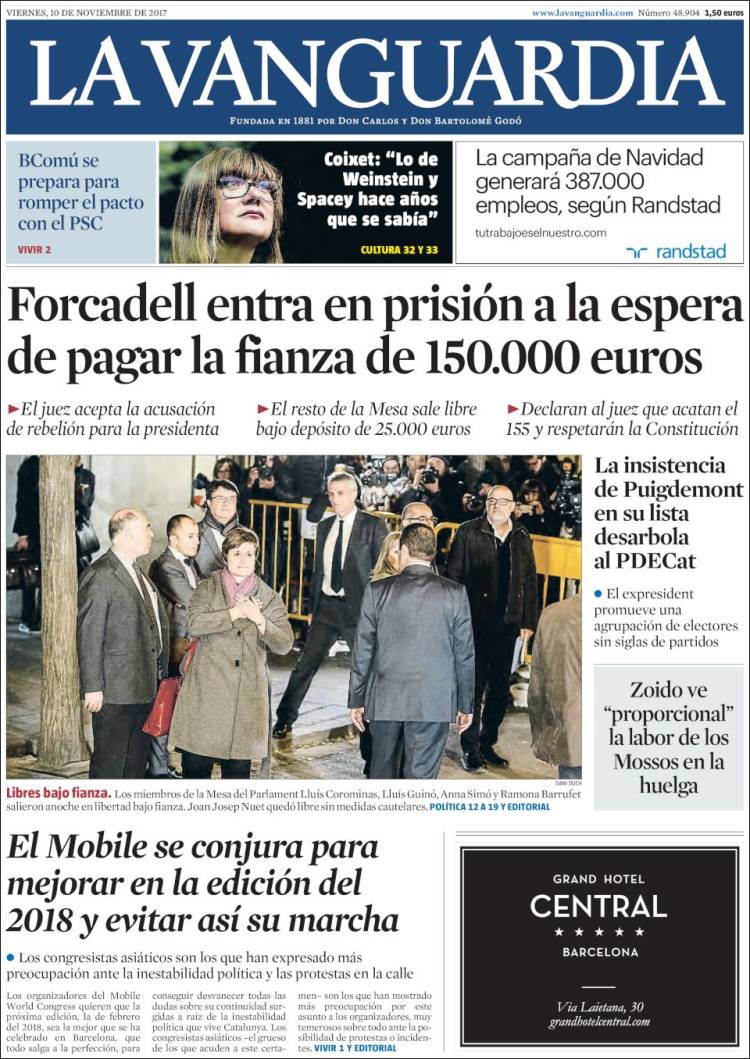 VIERNES, 10 DE NOVIEMBRE DE 2017
www.lavanguardia.com Número 48.904 1,50 euros
LA VANGUARDIA
FUNDADA EN 1881 POR DON CARLOS Y DON BARTOLOMÉ GODÓ
BComú se
prepara para
romper el pacto
con el PSC
VIVIR 2
Coixet: “Lo de
Weinstein y
Spacey hace años
que se sabía”
CULTURA 32 Y 33
La campaña de Navidad
generará 387.000
empleos, según Randstad
tutrabajoeselnuestro.com
randstad
Forcadell entra en prisión a la espera
de pagar la fianza de 150.000 euros
►El juez acepta la acusación
de rebelión para la presidenta
►El resto de la Mesa sale libre
bajo depósito de 25.000 euros
►Declaran al juez que acatan el
155 y respetarán la Constitución
DANI DUCH
Libres bajo fianza. Los miembros de la Mesa del Parlament Lluís Corominas, Lluís Guinó, Anna Simó y Ramona Barrufet
salieron anoche en libertad bajo fianza. Joan Josep Nuet quedó libre sin medidas cautelares. POLÍTICA 12 A 19 Y EDITORIAL
La insistencia
de Puigdemont
en su lista
desarbola
al PDECat
● El expresident
promueve una
agrupación de electores
sin siglas de partidos
Zoido ve
“proporcional”
la labor de los
Mossos en la
huelga
El Mobile se conjura para
mejorar en la edición del
2018 y evitar así su marcha
● Los congresistas asiáticos son los que han expresado más
preocupación ante la inestabilidad política y las protestas en la calle
Los organizadores del Mobile
World Congress quieren que la
próxima edición, la de febrero
del 2018, sea la mejor que se ha
celebrado en Barcelona, que
todo salga a la perfección, para
conseguir desvanecer todas las
dudas sobre su continuidad sur-
gidas a raíz de la inestabilidad
política que vive Catalunya. Los
congresistas asiáticos –el grueso
de los que acuden a este certa-
men– son los que han mostrado
más preocupación por este
asunto a los organizadores, muy
temerosos sobre todo ante la po-
sibilidad de protestas o inciden-
tes. VIVIR 1 Y EDITORIAL
GRAND HOTEL
CENTRAL
★ ★ ★ ★ ★
BARCELONA
Via Laietana, 30
grandhotelcentral.com